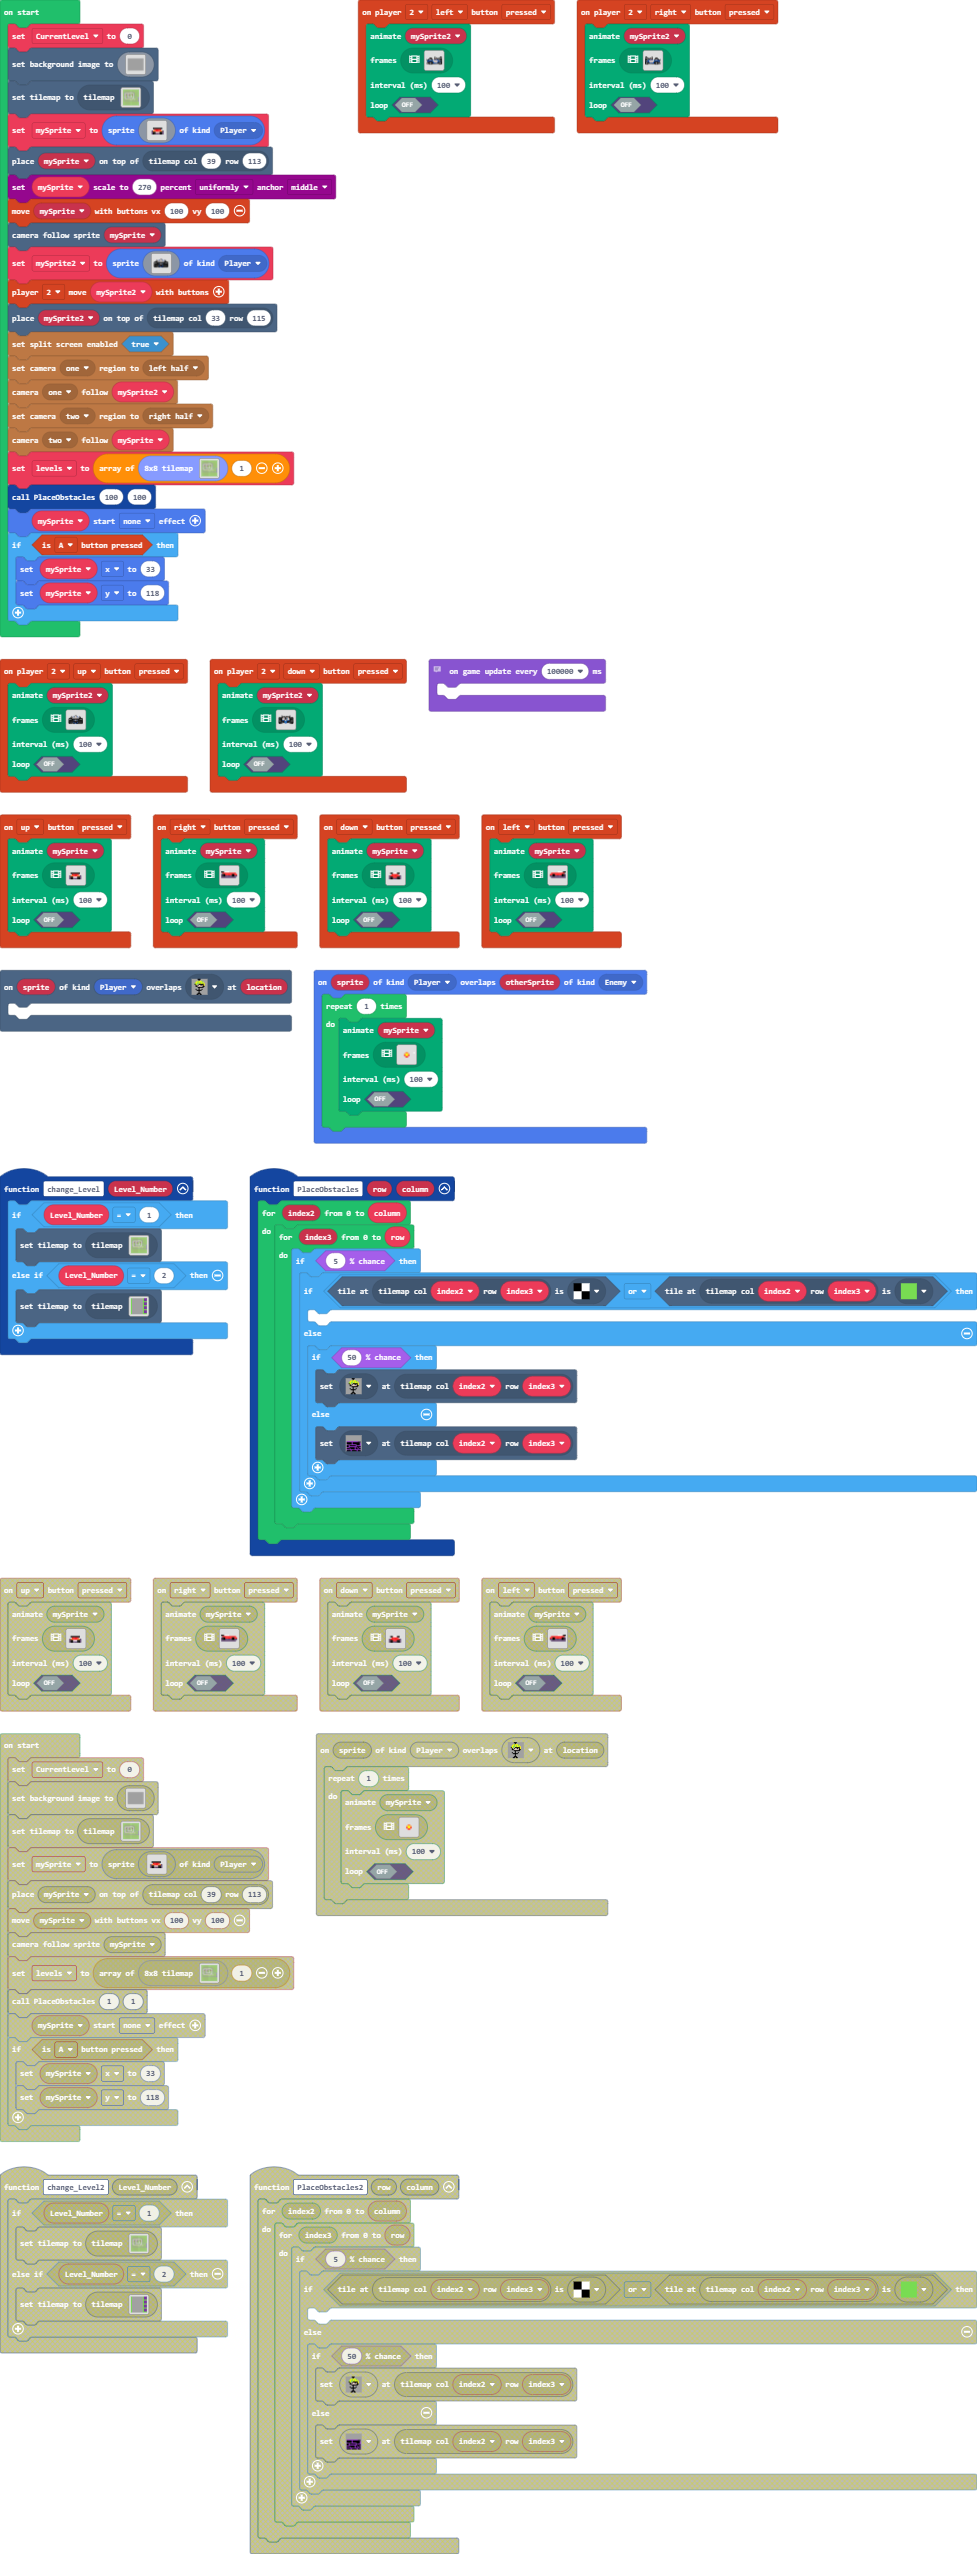 on start
set CurrentLevel to 0
set background image to
set tilemap to tilemap
set mySprite to sprite of kind Player
place mySprite on top of tilemap col 39 row 113
set mySprite scale to 270 percent uniformly anchor middle
move mySprite with buttons vx 100 vy 100
camera follow sprite mySprite
set mySprite2 to sprite of kind Player
player 2 move mySprite2 with buttons
place mySprite2 on top of tilemap col 33 row 115
set split screen enabled true
set camera one region to left half
camera one follow mySprite2
set camera two region to right half
camera two follow mySprite
set levels to array of 8x8 tilemap 1
call PlaceObstacles 100 100
mySprite start none effect
if is A button pressed then
set mySprite x to 33
set mySprite y to 118
on player 2 left button pressed
animate mySprite2
frames
interval (ms) 100
loop OFF
on player 2 right button pressed
animate mySprite2
frames
interval (ms) 100
loop OFF
on player 2 up button pressed
animate mySprite2
frames
interval (ms) 100
loop OFF
on player 2 down button pressed
animate mySprite2
frames
interval (ms) 100
loop OFF
on game update every 100000 ms
on up button pressed
animate mySprite
frames
interval (ms) 100
loop OFF
on right button pressed
animate mySprite
frames
interval (ms) 100
loop OFF
on down button pressed
animate mySprite
frames
interval (ms) 100
loop OFF
on left button pressed
animate mySprite
frames
interval (ms) 100
loop OFF
on sprite of kind Player overlaps at location
on sprite of kind Player overlaps otherSprite of kind Enemy
repeat 1 times
do
animate mySprite
frames
interval (ms) 100
loop OFF
function change_Level Level_Number
if Level_Number = 1 then
set tilemap to tilemap
else if Level_Number = 2 then
set tilemap to tilemap
function PlaceObstacles row column
for index2 from 0 to column
do
for index3 from 0 to row
do
if 5 % chance then
if tile at tilemap col index2 row index3 is or tile at tilemap col index2 row index3 is then
else
if 50 % chance then
set at tilemap col index2 row index3
else
set at tilemap col index2 row index3
on up button pressed
animate mySprite
frames
interval (ms) 100
loop OFF
on right button pressed
animate mySprite
frames
interval (ms) 100
loop OFF
on down button pressed
animate mySprite
frames
interval (ms) 100
loop OFF
on left button pressed
animate mySprite
frames
interval (ms) 100
loop OFF
on start
set CurrentLevel to 0
set background image to
set tilemap to tilemap
set mySprite to sprite of kind Player
place mySprite on top of tilemap col 39 row 113
move mySprite with buttons vx 100 vy 100
camera follow sprite mySprite
set levels to array of 8x8 tilemap 1
call PlaceObstacles 1 1
mySprite start none effect
if is A button pressed then
set mySprite x to 33
set mySprite y to 118
on sprite of kind Player overlaps at location
repeat 1 times
do
animate mySprite
frames
interval (ms) 100
loop OFF
function change_Level2 Level_Number
if Level_Number = 1 then
set tilemap to tilemap
else if Level_Number = 2 then
set tilemap to tilemap
function PlaceObstacles2 row column
for index2 from 0 to column
do
for index3 from 0 to row
do
if 5 % chance then
if tile at tilemap col index2 row index3 is or tile at tilemap col index2 row index3 is then
else
if 50 % chance then
set at tilemap col index2 row index3
else
set at tilemap col index2 row index3